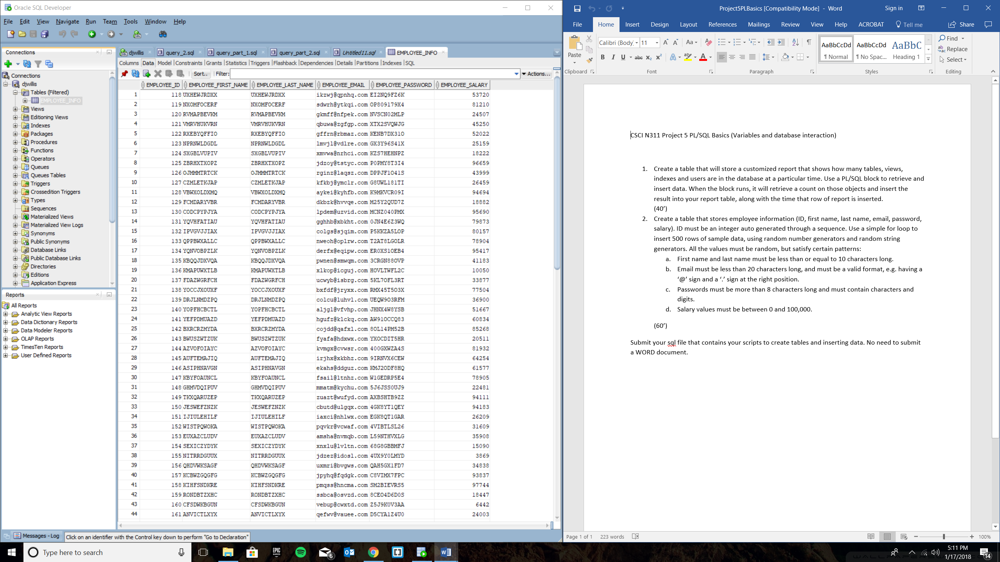 Oracle SQL Developer
File Edit View Navigate Run Team Tools Window Help
Connections
Connections
djwillis
Tables (Filtered)
EMPLOYEE_INFO
Views
Editioning Views
Indexes
Packages
Procedures
Functions
Operators
Queues
Queues Tables
Triggers
Crossedition Triggers
Types
Sequences
Materialized Views
Materialized View Logs
Synonyms
Public Synonyms
Database Links
Public Database Links
Directories
Editions
Application Express
Reports
All Reports
Analytic View Reports
Data Dictionary Reports
Data Modeler Reports
OLAP Reports
TimesTen Reports
User Defined Reports
djwillis query_2.sql query_part_1.sql query_part_2.sql Untitled11.sql EMPLOYEE_INFO
Columns Data Model Constraints Grants Statistics Triggers Flashback Dependencies Details Partitions Indexes SQL
Sort.. Filter: Actions...
EMPLOYEE_ID EMPLOYEE_FIRST_NAME EMPLOYEE_LAST_NAME EMPLOYEE_EMAIL EMPLOYEE_PASSWORD EMPLOYEE_SALARY
1 118 UXHEWJRDXX UXHEWJRDXX ikzwj@qpnhq.com EI2NQ9FZ6K 53720
2 119 NXOMFOCERF NXOMFOCERF sdwrh@ytkqi.com OP809179X4 81210
3 120 RVMAPBEVKM RVMAPBEVKM gkmff@nfpek.com NVSCN02MLP 24507
4 121 VMRVHUKVRN VMRVHUKVRN qbuwa@zgfgp.com XTX2SVQWJG 45250
5 122 RXEBYQFFIO RXEBYQFFIO gffrn@rbmaz.com KENB7DX31O 52022
6 123 NPRNWLDGDL NPRNWLDGDL lmvjl@vdlre.com GX3Y96S41X 25159
7 124 SXGBLVUPIV SXGBLVUPIV xmvwa@nrhci.com KZS7HEHNPZ 18222
8 125 ZBRHXTXOPZ ZBRHXTXOPZ jdzoy@tstyc.com P0PMY8T3I4 96659
9 126 OJMMMTRTCK OJMMMTRTCK rginz@laqsz.com DPPJF1O41S 43999
10 127 CZMLETKJAP CZMLETKJAP kfkbj@ymclr.com G8UWL181TI 26459
11 128 VBWXOLDXMQ VBWXOLDXMQ aykei@kyhfb.com K9MKVCR09I 94694
12 129 FCMDARYVBR FCMDARYVBR dkbzk@hvvqe.com M25Y2QUD7Z 18882
13 130 CODCPYPJYA CODCPYPJYA lpdem@uzvid.com MCNZ040PMX 95690
14 131 YQVHFATIAU YQVHFATIAU gghhb@xbkht.com 0JN4E6Z3WQ 79873
15 132 IPVGVJJIAX IPVGVJJIAX colgs@sjqim.com P5KKZA5LOP 80157
16 133 QPPBWXALLC QPPBWXALLC nweoh@oplrw.com T2AT8LGOLR 78904
17 134 YQNVOBPZLK YQNVOBPZLK derfx@eqipw.com ER0XS1OEB4 95417
18 135 KBQQJDXVQA KBQQJDXVQA pwnen@smwqm.com 3CRGN88OVP 41183
19 136 KMAPUWXTLB KMAPUWXTLB xlkop@icguj.com HOVLTWFL2C 10050
20 137 FDAZWGRFCH FDAZWGRFCH ucwyb@isbrg.com 5KL7OFL3RT 33877
21 138 YOCCJXOUXF YOCCJXOUXF bxfdf@jryxx.com RMX45T5O3X 77504
22 139 DRJLNMDZPQ DRJLNMDZPQ colcu@luhvl.com UEQW9O3RFM 36900
23 140 YOPFHCBCTL YOPFHCBCTL aljgl@vfvhp.com JHNX4W8YSB 51667
24 141 YEFPDMUAZD YEFPDMUAZD hgufz@klckq.com AW91OCCQ83 60834
25 142 BXRCRZMYDA BXRCRZMYDA cojdd@qafxl.com 8OL14PM52B 85268
26 143 BWUSZWTZUK BWUSZWTZUK fyafa@hdxwx.com YXOCDIT5HR 20511
27 144 AZVOFOIAYC AZVOFOIAYC kvmgx@cvwsr.com 400GXWZA4S 81932
28 145 AUFTEMAJIQ AUFTEMAJIQ irjhx@xkbhz.com 9IRNVX6CEW 64254
29 146 ASIPHNAVGN ASIPHNAVGN ekahs@ddguz.com KMJ2ODF8HQ 61577
30 147 KBYFOAUNCL KBYFOAUNCL fsail@ltnhz.com W1GEDRP5E4 78905
31 148 GHMVDQIPUV GHMVDQIPUV mmatm@kychu.com 5J6JSS0UJ9 22481
32 149 TKXQARUZEP TKXQARUZEP zuazt@wufyd.com AXBSHTB9ZZ 94111
33 150 JESWEFZNZK JESWEFZNZK cbutd@ulgqx.com 4GK8YT1QEY 94183
34 151 IJIULEHILF IJIULEHILF iaxci@nhlwx.com EGK8QT1GAR 26209
35 152 WISTPQWOKA WISTPQWOKA pqvkr@vcwaf.com 4VIBTLSL26 31609
36 153 EUXAZCLUDV EUXAZCLUDV amsha@nvmqb.com L59NTHVXLG 35908
37 154 SEXICZYDYK SEXICZYDYK xnxlu@lvltn.com 68G8GBBMFJ 15090
38 155 NITRRDGUUX NITRRDGUUX jdzez@idosl.com 4UX9Y0LMYD 3869
39 156 QHDVWKSAGF QHDVWKSAGF uxmri@bvgws.com QAH5GX1FD7 34838
40 157 KCBWZGQGFG KCBWZGQGFG jpyhq@fqdgk.com C8VIMX7FPC 93837
41 158 KIHFSNDKRE KIHFSNDKRE pmqss@hncma.com SM2BIEVRS5 97744
42 159 RONDBTZXHC RONDBTZXHC ssbca@osvzd.com 8CEO4D6D0S 18447
43 160 CFSDWKBGUN CFSDWKBGUN vebup@cwxtd.com Z5J9K0V3AA 6442
44 161 ANVICTLXYX ANVICTLXYX qefwv@vauee.com D5CYA1Z4U0 24003
Messages - Log
Click on an identifier with the Control key down to perform "Go to Declaration"
Project5PLBasics [Compatibility Mode] - Word
Sign in
File Home Insert Design Layout References Mailings Review View Help ACROBAT Tell me Share
Paste
Calibri (Body) 11
AaBbCcDd AaBbCcDd AaBbC
¶ Normal ¶ No Spac... Heading 1
Find
Replace
Select
Clipboard Font Paragraph Styles Editing
CSCI N311 Project 5 PL/SQL Basics (Variables and database interaction)
1. Create a table that will store a customized report that shows how many tables, views,
indexes and users are in the database at a particular time. Use a PL/SQL block to retrieve and
insert data. When the block runs, it will retrieve a count on those objects and insert the
result into your report table, along with the time that row of report is inserted.
(40’)
2. Create a table that stores employee information (ID, first name, last name, email, password,
salary). ID must be an integer auto generated through a sequence. Use a simple for loop to
insert 500 rows of sample data, using random number generators and random string
generators. All the values must be random, but satisfy certain patterns:
a. First name and last name must be less than or equal to 10 characters long.
b. Email must be less than 20 characters long, and must be a valid format, e.g. having a
‘@’ sign and a ‘.’ sign at the right position.
c. Passwords must be more than 8 characters long and must contain characters and
digits.
d. Salary values must be between 0 and 100,000.
(60’)
Submit your sql file that contains your scripts to create tables and inserting data. No need to submit
a WORD document.
Page 1 of 1 223 words
100%
Type here to search
EPIC GAMES
6
5:11 PM
1/17/2018
14